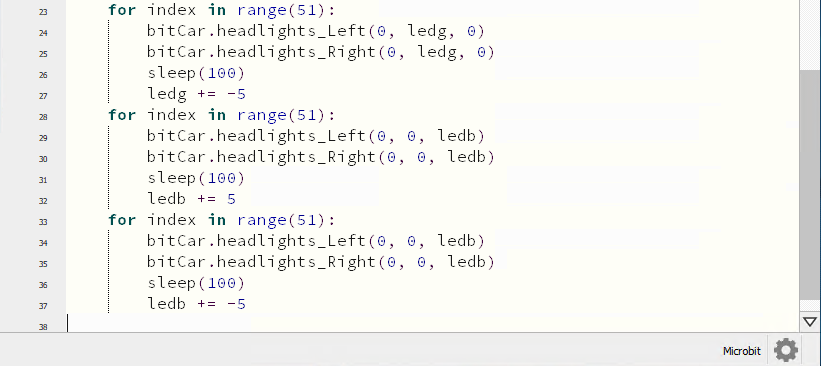 23 for index in range(51):
24 bitCar.headlights_Left(0, ledg, 0)
25 bitCar.headlights_Right(0, ledg, 0)
26 sleep(100)
27 ledg += -5
28 for index in range(51):
29 bitCar.headlights_Left(0, 0, ledb)
30 bitCar.headlights_Right(0, 0, ledb)
31 sleep(100)
32 ledb += 5
33 for index in range(51):
34 bitCar.headlights_Left(0, 0, ledb)
35 bitCar.headlights_Right(0, 0, ledb)
36 sleep(100)
37 ledb += -5
38
Microbit